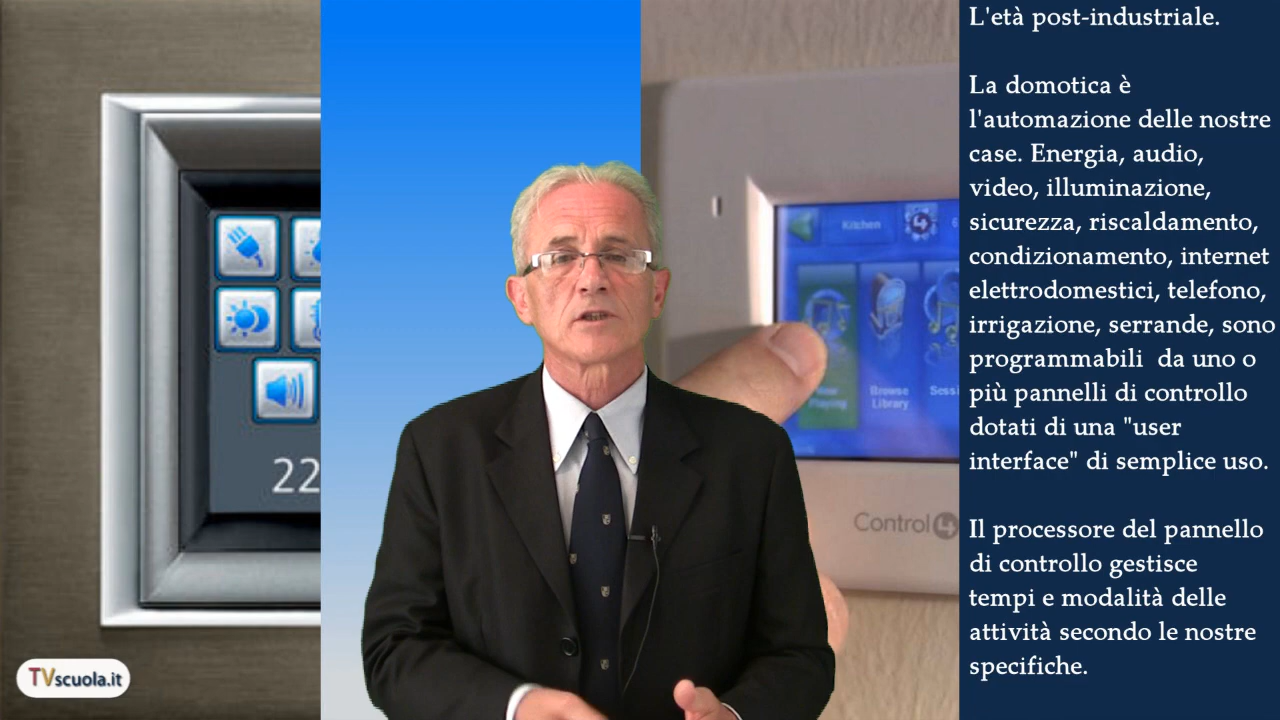 L'età post-industriale.
La domotica è
l'automazione delle nostre
case. Energia, audio,
video, illuminazione,
sicurezza, riscaldamento,
condizionamento, internet
elettrodomestici, telefono,
irrigazione, serrande, sono
programmabili  da uno o
più pannelli di controllo
dotati di una "user
interface" di semplice uso.
Il processore del pannello
di controllo gestisce
tempi e modalità delle
attività secondo le nostre
specifiche.
22
Kitchen
Now
Playing
Browse
Library
Sessi
Control4
TVscuola.it